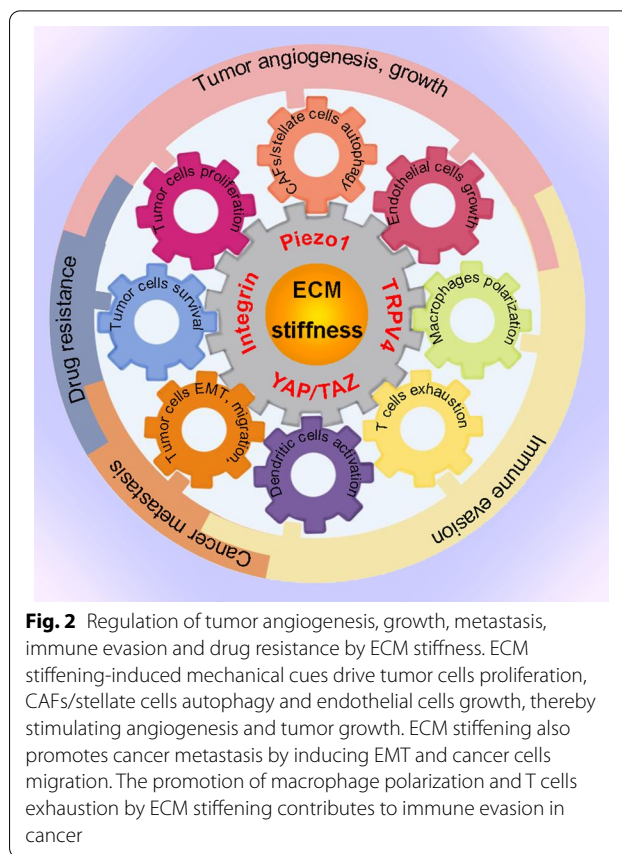 Tumor angiogenesis, growth
CAFs/stellate cells autophagy
Tumor cells proliferation
Endothelial cells growth
Piezo1
Integrin
TRPV4
YAP/TAZ
ECM
stiffness
Tumor cells survival
Macrophages polarization
Drug resistance
Tumor cells EMT, migration,
T cells exhaustion
Dendritic cells activation
Cancer metastasis
Immune evasion
Fig. 2 Regulation of tumor angiogenesis, growth, metastasis,
immune evasion and drug resistance by ECM stiffness. ECM
stiffening-induced mechanical cues drive tumor cells proliferation,
CAFs/stellate cells autophagy and endothelial cells growth, thereby
stimulating angiogenesis and tumor growth. ECM stiffening also
promotes cancer metastasis by inducing EMT and cancer cells
migration. The promotion of macrophage polarization and T cells
exhaustion by ECM stiffening contributes to immune evasion in
cancer